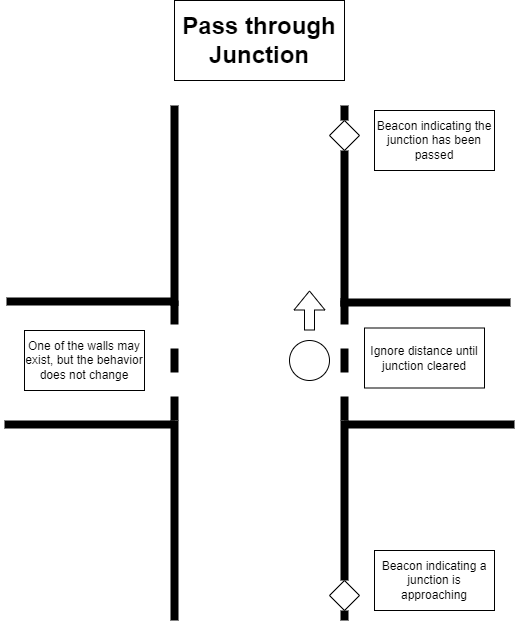 Pass through
Junction
Beacon indicating the
junction has been
passed
One of the walls may
exist, but the behavior
does not change
Ignore distance until
junction cleared
Beacon indicating a
junction is
approaching